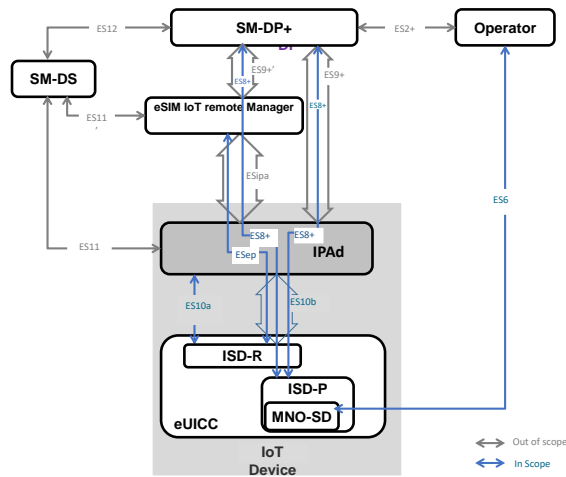 ES12
SM-DP+
DP
ES2+
Operator
SM-DS
ES9+'
ES8+
ES9+
ES8+
eSIM IoT remote Manager
ES11
'
ESipa
ES6
ES8+
ES8+
ESep
IPAd
ES11
ES10a
ES10b
ISD-R
ISD-P
MNO-SD
eUICC
IoT
Device
Out of scope
In Scope